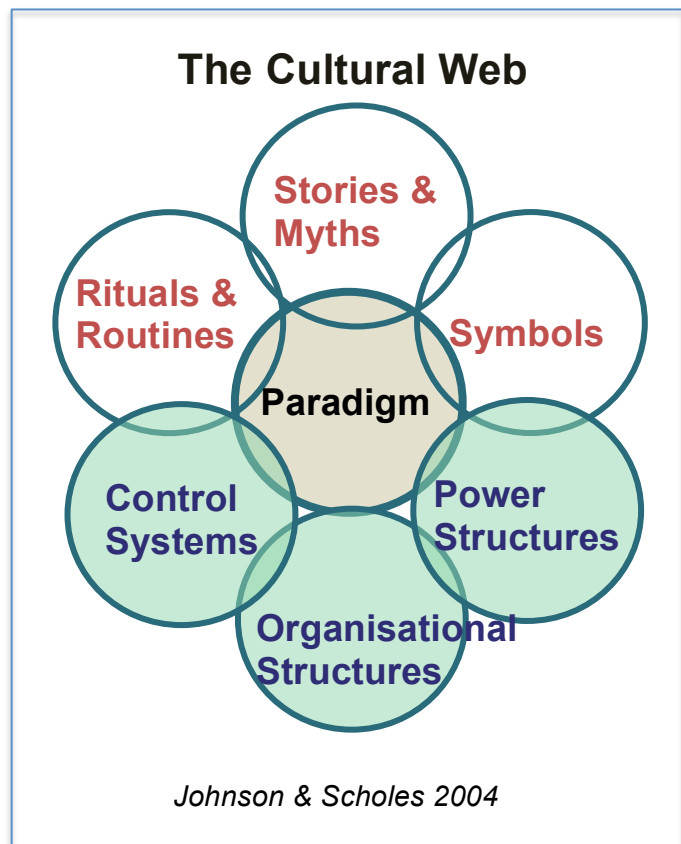 The Cultural Web
Stories &
Myths
Rituals &
Routines
Symbols
Paradigm
Control
Systems
Power
Structures
Organisational
Structures
Johnson & Scholes 2004